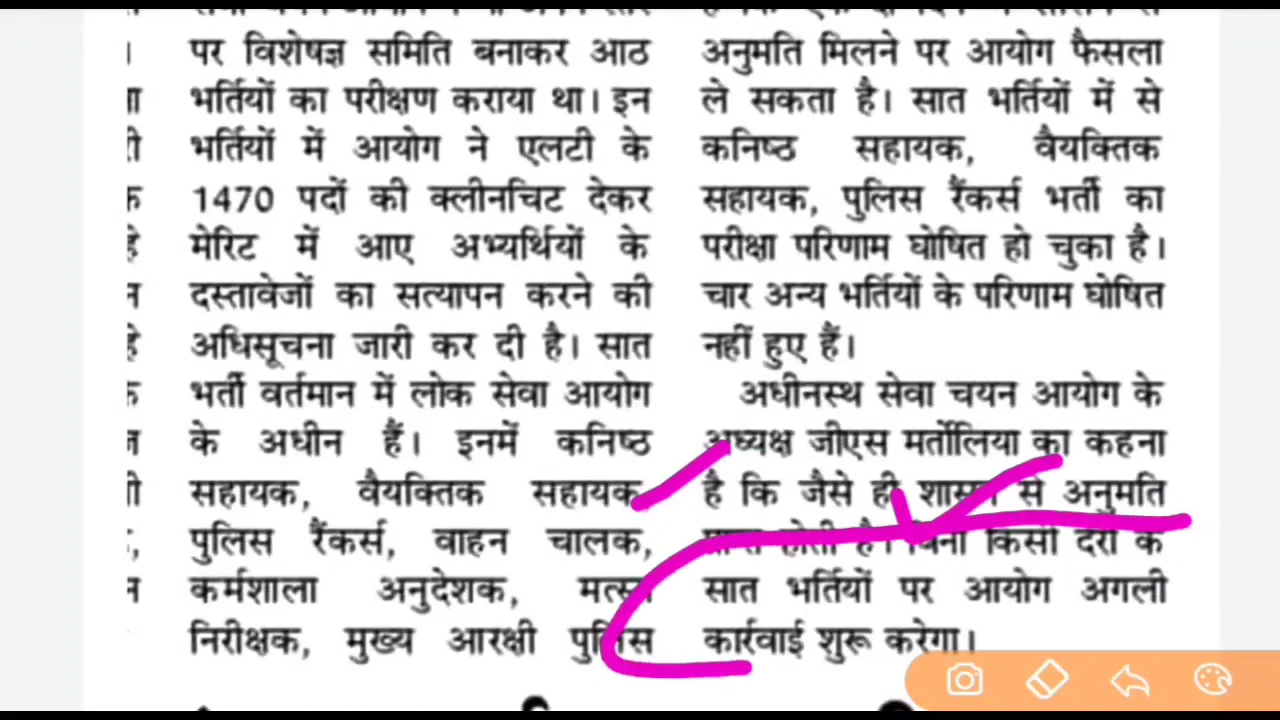 पर विशेषज्ञ समिति बनाकर आठ
भर्तियों का परीक्षण कराया था। इन
भर्तियों में आयोग ने एलटी के
1470 पदों की क्लीनचिट देकर
मेरिट में आए अभ्यर्थियों के
दस्तावेजों का सत्यापन करने की
अधिसूचना जारी कर दी है। सात
भर्ती वर्तमान में लोक सेवा आयोग
के अधीन हैं। इनमें कनिष्ठ
सहायक, वैयक्तिक सहायक
पुलिस रैंकर्स, वाहन चालक,
कर्मशाला अनुदेशक, मत्स्य
निरीक्षक, मुख्य आरक्षी पुलिस
अनुमति मिलने पर आयोग फैसला
ले सकता है। सात भर्तियों में से
कनिष्ठ सहायक, वैयक्तिक
सहायक, पुलिस रैंकर्स भर्ती का
परीक्षा परिणाम घोषित हो चुका है।
चार अन्य भर्तियों के परिणाम घोषित
नहीं हुए हैं।
अधीनस्थ सेवा चयन आयोग के
अध्यक्ष जीएस मर्तोलिया का कहना
है कि जैसे ही शासन से अनुमति
प्राप्त होती है। बिना किसी देरी के
सात भर्तियों पर आयोग अगली
कार्रवाई शुरू करेगा।